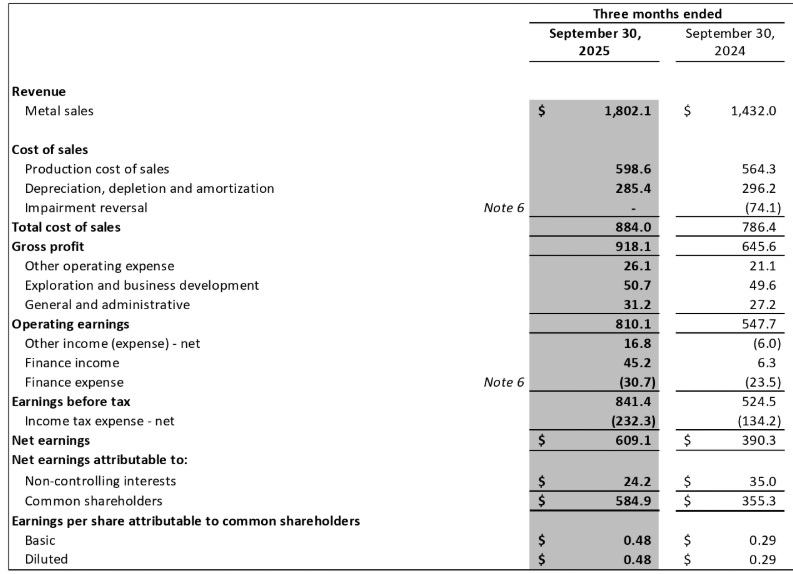 Three months ended
September 30, September 30,
2025 2024
Revenue
Metal sales $ 1,802.1 $ 1,432.0
Cost of sales
Production cost of sales 598.6 564.3
Depreciation, depletion and amortization 285.4 296.2
Impairment reversal Note 6 - (74.1)
Total cost of sales 884.0 786.4
Gross profit 918.1 645.6
Other operating expense 26.1 21.1
Exploration and business development 50.7 49.6
General and administrative 31.2 27.2
Operating earnings 810.1 547.7
Other income (expense) - net 16.8 (6.0)
Finance income 45.2 6.3
Finance expense Note 6 (30.7) (23.5)
Earnings before tax 841.4 524.5
Income tax expense - net (232.3) (134.2)
Net earnings $ 609.1 $ 390.3
Net earnings attributable to:
Non-controlling interests $ 24.2 $ 35.0
Common shareholders $ 584.9 $ 355.3
Earnings per share attributable to common shareholders
Basic $ 0.48 $ 0.29
Diluted $ 0.48 $ 0.29